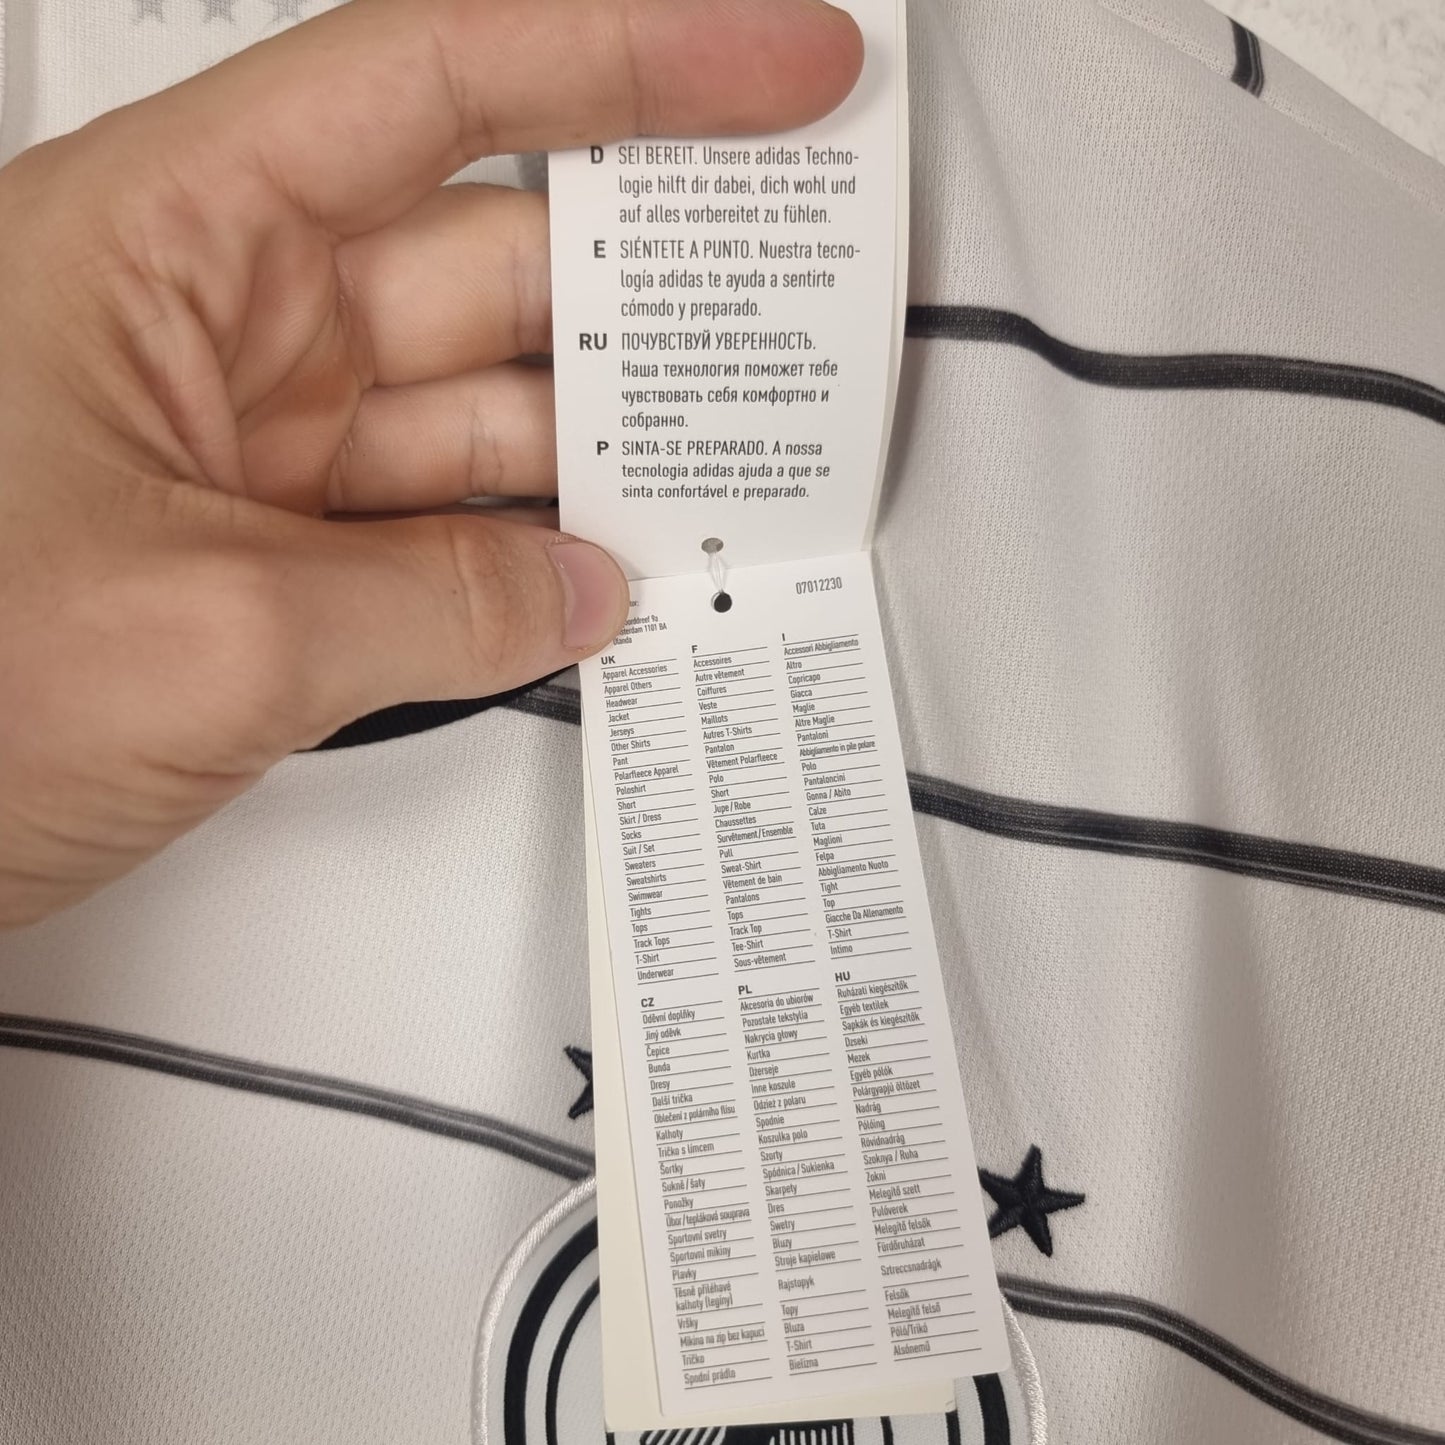 D SEI BEREIT. Unsere adidas Techno-
logie hilft dir dabei, dich wohl und
auf alles vorbereitet zu fühlen.
E SIÉNTETE A PUNTO. Nuestra tecno-
logía adidas te ayuda a sentirte
cómodo y preparado.
RU ПОЧУВСТВУЙ УВЕРЕННОСТЬ.
Наша технология поможет тебе
чувствовать себя комфортно и
собранно.
P SINTA-SE PREPARADO. A nossa
tecnologia adidas ajuda a que se
sinta confortável e preparado.
07012230
1101 BA
UK
Apparel Accessories
Apparel Others
Headwear
Jacket
Jerseys
Other Shirts
Pant
Polarfleece Apparel
Poloshirt
Short
Skirt / Dress
Socks
Suit / Set
Sweaters
Sweatshirts
Swimwear
Tights
Tops
Track Tops
T-Shirt
Underwear
F
Accessoires
Autre vêtement
Coiffures
Veste
Maillots
Autres T-Shirts
Pantalon
Vêtement Polarfleece
Polo
Short
Jupe / Robe
Chaussettes
Survêtement/Ensemble
Pull
Sweat-Shirt
Vêtement de bain
Pantalons
Tops
Track Top
Tee-Shirt
Sous-vêtement
I
Accessori Abbigliamento
Altro
Copricapo
Giacca
Maglie
Altre Maglie
Pantaloni
Abbigliamento in pile polare
Polo
Pantaloncini
Gonna / Abito
Calze
Tuta
Maglioni
Felpa
Abbigliamento Nuoto
Tight
Top
Giacche Da Allenamento
T-Shirt
Intimo
CZ
Oděvní doplňky
Jiný oděvk
Čepice
Bunda
Dresy
Další trička
Oblečení z polárního flisu
Kalhoty
Tričko s límcem
Šortky
Sukně / šaty
Ponožky
Úbor/tepláková souprava
Sportovní svetry
Sportovní mikiny
Plavky
Těsně přiléhavé
kalhoty (legíny)
Vršky
Mikina na zip bez kapuci
Tričko
Spodní prádlo
PL
Akcesoria do ubiorów
Pozostałe tekstylia
Nakrycia głowy
Kurtka
Dżerseje
Inne koszule
Odzież z polaru
Spodnie
Koszulka polo
Szorty
Spódnica / Sukienka
Skarpety
Dres
Swetry
Bluzy
Stroje kąpielowe
Rajstopyk
Topy
Bluza
T-Shirt
Bielizna
HU
Ruházati kiegészítők
Egyéb textilek
Sapkák és kiegészítők
Dzseki
Mezek
Egyéb pólók
Polárgyapjú öltözet
Nadrág
Pólóing
Rövidnadrág
Szoknya / Ruha
Zokni
Melegítő szett
Pulóverek
Melegítő felsők
Fürdőruházat
Sztreccsnadrágk
Felsők
Melegítő felső
Póló/Trikó
Alsónemű